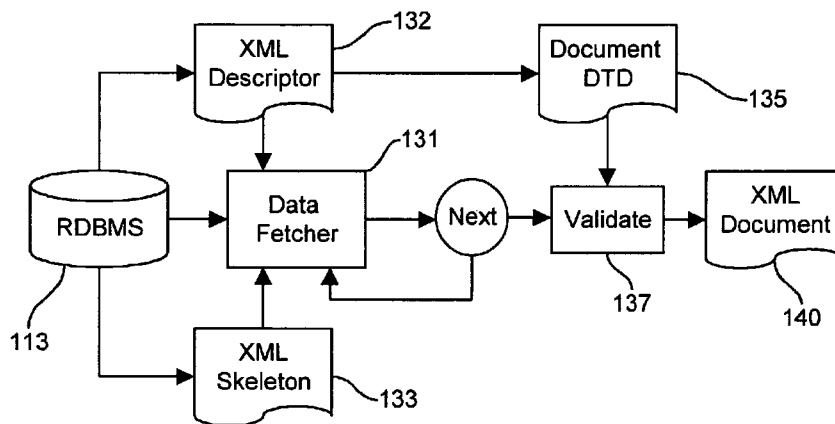 XML
Descriptor
132
Document
DTD
135
131
RDBMS
113
Data
Fetcher
Next
Validate
137
XML
Document
140
XML
Skeleton
133